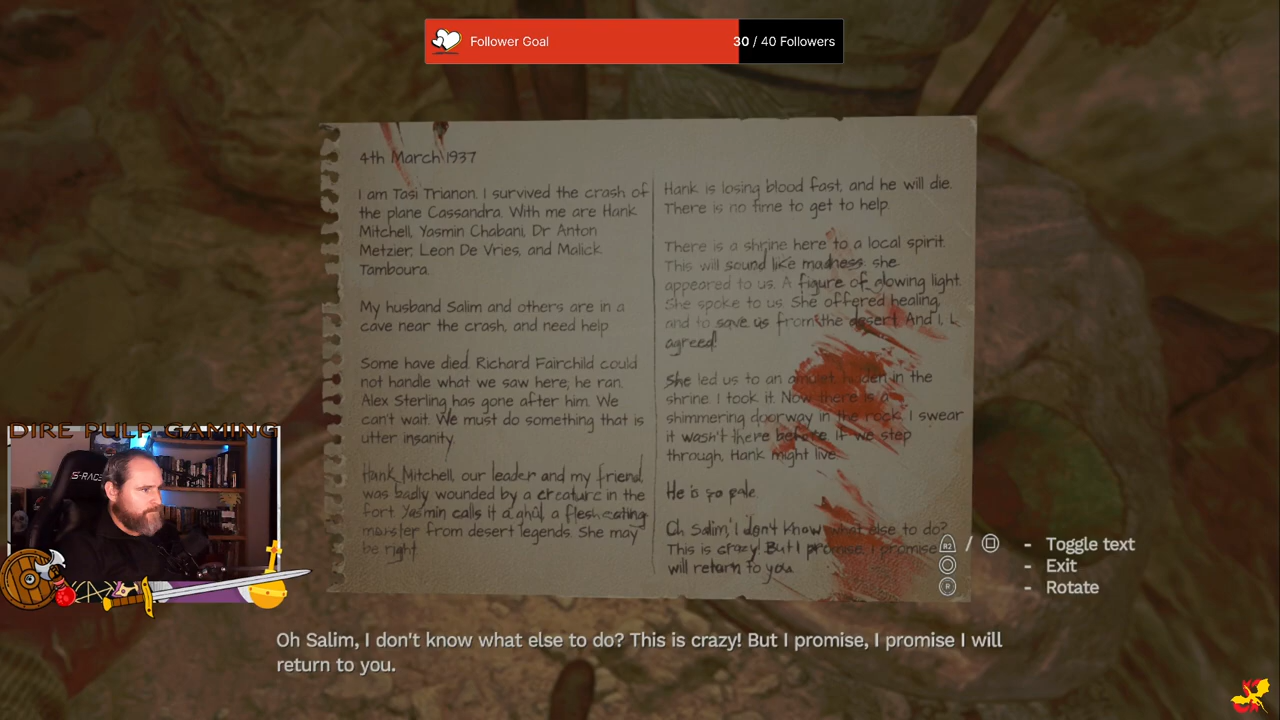 Follower Goal
30 / 40 Followers
4th March 1937
I am Tasi Trianon. I survived the crash of
the plane Cassandra. With me are Hank
Mitchell, Yasmin Chabani, Dr Anton
Metzier, Leon De Vries, and Malick
Tamboura.
My husband Salim and others are in a
cave near the crash, and need help
Some have died. Richard Fairchild could
not handle what we saw here; he ran.
Alex Sterling has gone after him. We
can't wait. We must do something that is
utter insanity.
Hank Mitchell, our leader and my friend
was badly wounded by a creature in the
fort. Yasmin calls it a ghūl, a flesh-eating
monster from desert legends. She may
be right.
Hank is losing blood fast, and he will die.
There is no time to get to help.
There is a shrine here to a local spirit.
This will sound like madness: she
appeared to us. A figure of glowing light.
She spoke to us. She offered healing,
and to save us from the desert. And I, I,
agreed!
She led us to an amulet, hidden in the
shrine. I took it. Now there is a
shimmering doorway in the rock. I swear
it wasn't there before. If we step
through, Hank might live.
He is so pale.
Oh Salim, I don't know what else to do?
This is crazy! But I promise, I promise
will return to you
DIRE PULP GAMING
S-RACER
R2 / - Toggle text
- Exit
R - Rotate
Oh Salim, I don't know what else to do? This is crazy! But I promise, I promise I will
return to you.